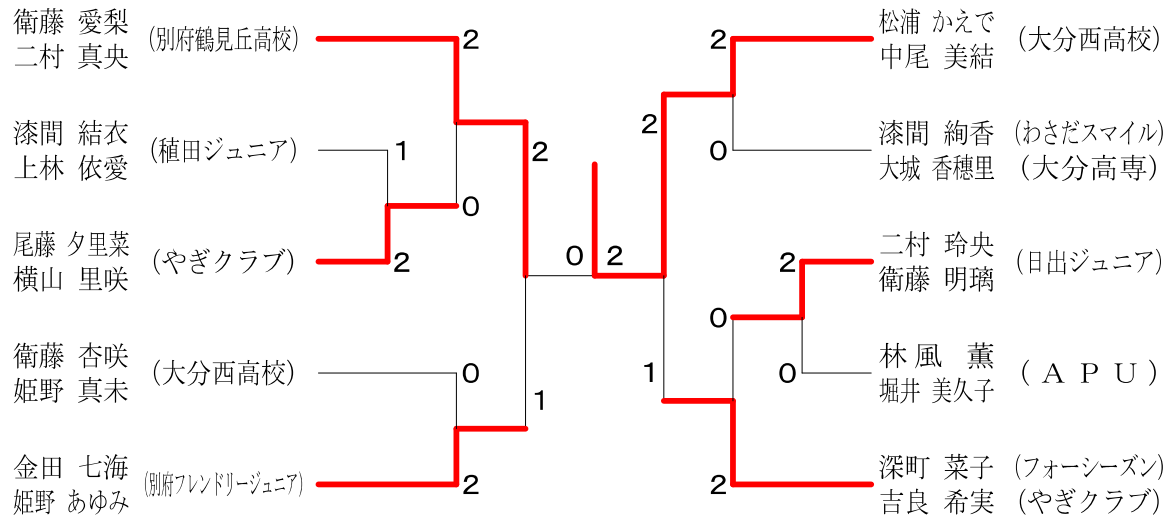 衛藤 愛梨
二村 真央
(別府鶴見丘高校)
漆間 結衣
上林 依愛
(稙田ジュニア)
尾藤 夕里菜
横山 里咲
(やぎクラブ)
衛藤 杏咲
姫野 真未
(大分西高校)
金田 七海
姫野 あゆみ
(別府フレンドリージュニア)
2
1
2
0
2
0
2
1
0
2
2
1
2
0
2
0
0
2
松浦 かえで
中尾 美結
(大分西高校)
漆間 絢香
大城 香穂里
(わさだスマイル)
(大分高専)
二村 玲央
衛藤 明璃
(日出ジュニア)
林 風 薫
堀井 美久子
(ＡＰＵ)
深町 菜子
吉良 希実
(フォーシーズン)
(やぎクラブ)